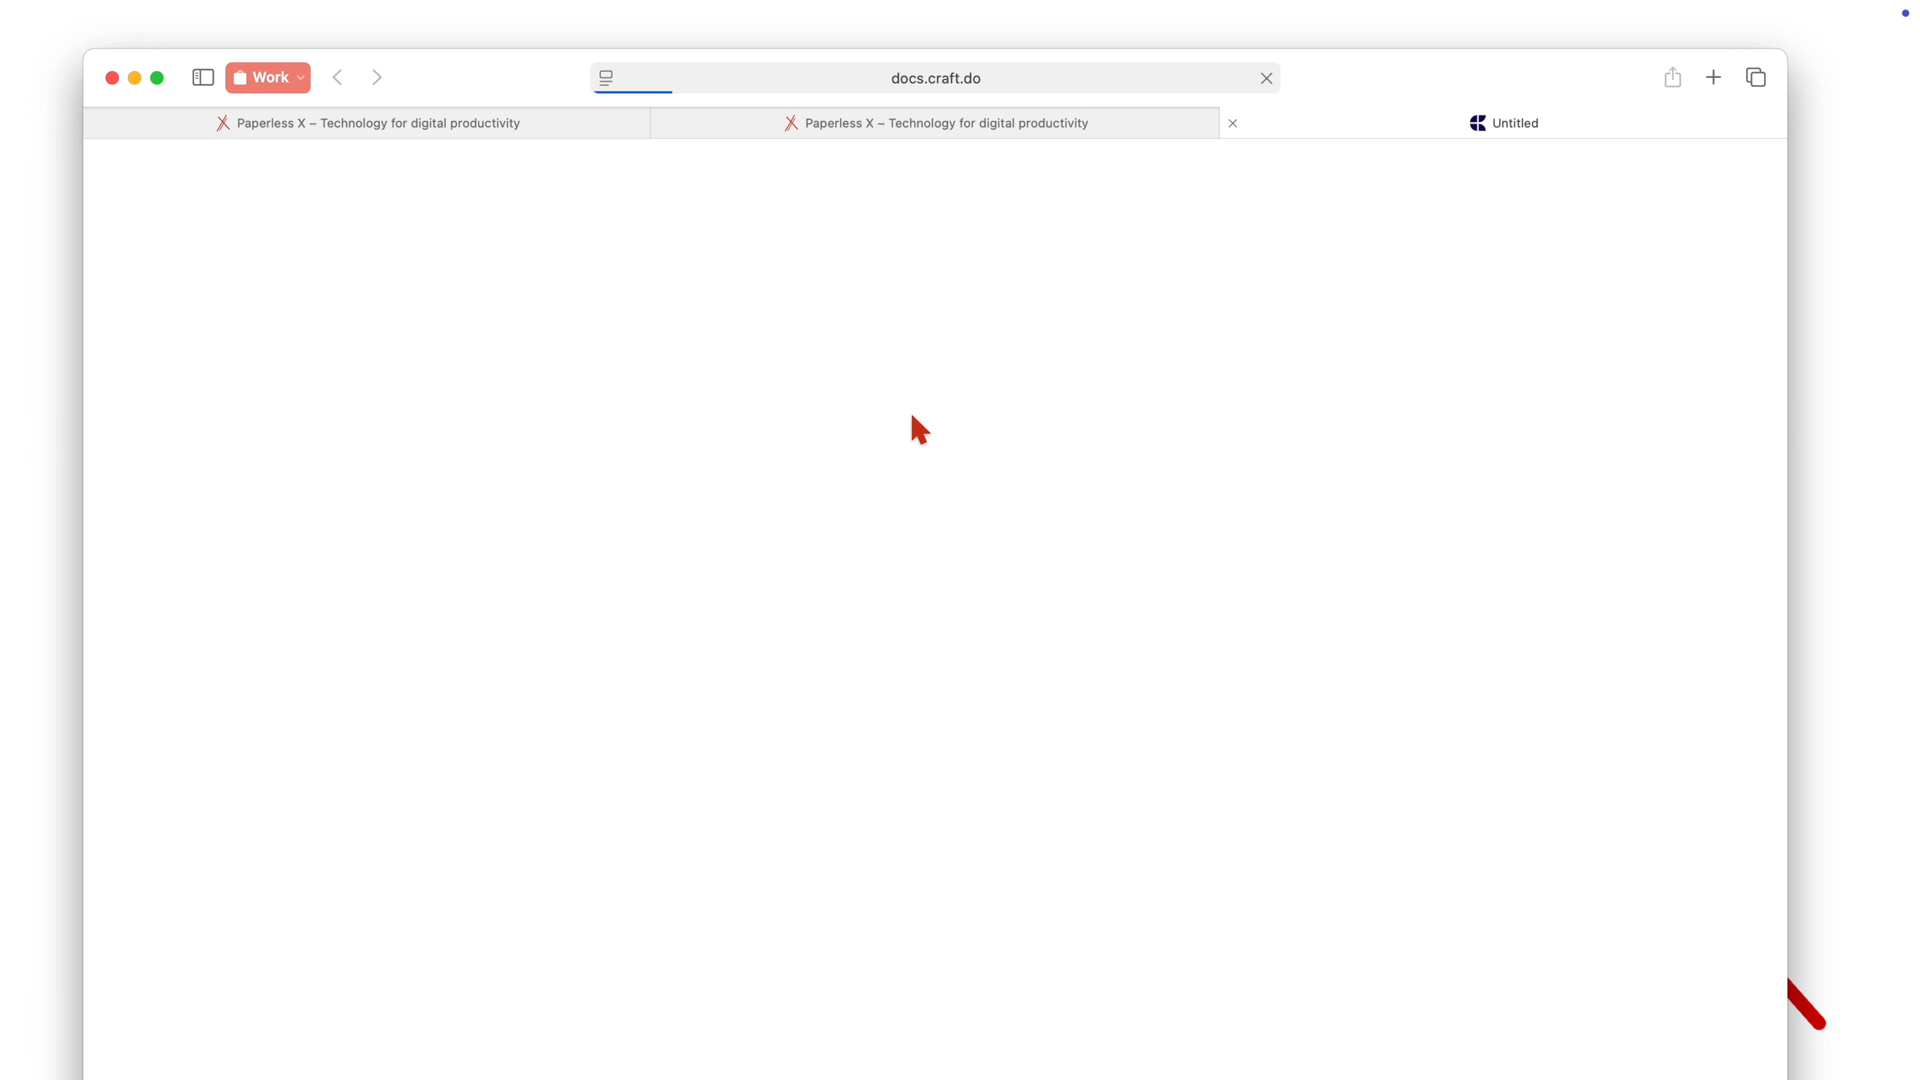 Work
docs.craft.do
Paperless X – Technology for digital productivity
Paperless X – Technology for digital productivity
Untitled